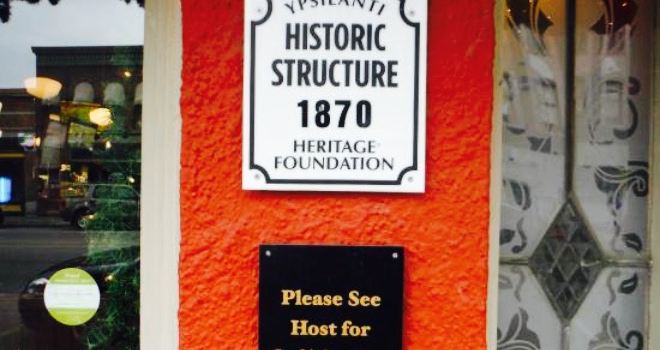 YPSILANTI
HISTORIC
STRUCTURE
1870
HERITAGE
FOUNDATION
Please See
Host for